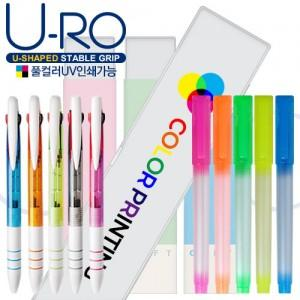 U-RO
U-SHAPED STABLE GRIP
풀컬러UV인쇄가능
COLOR PRINTING